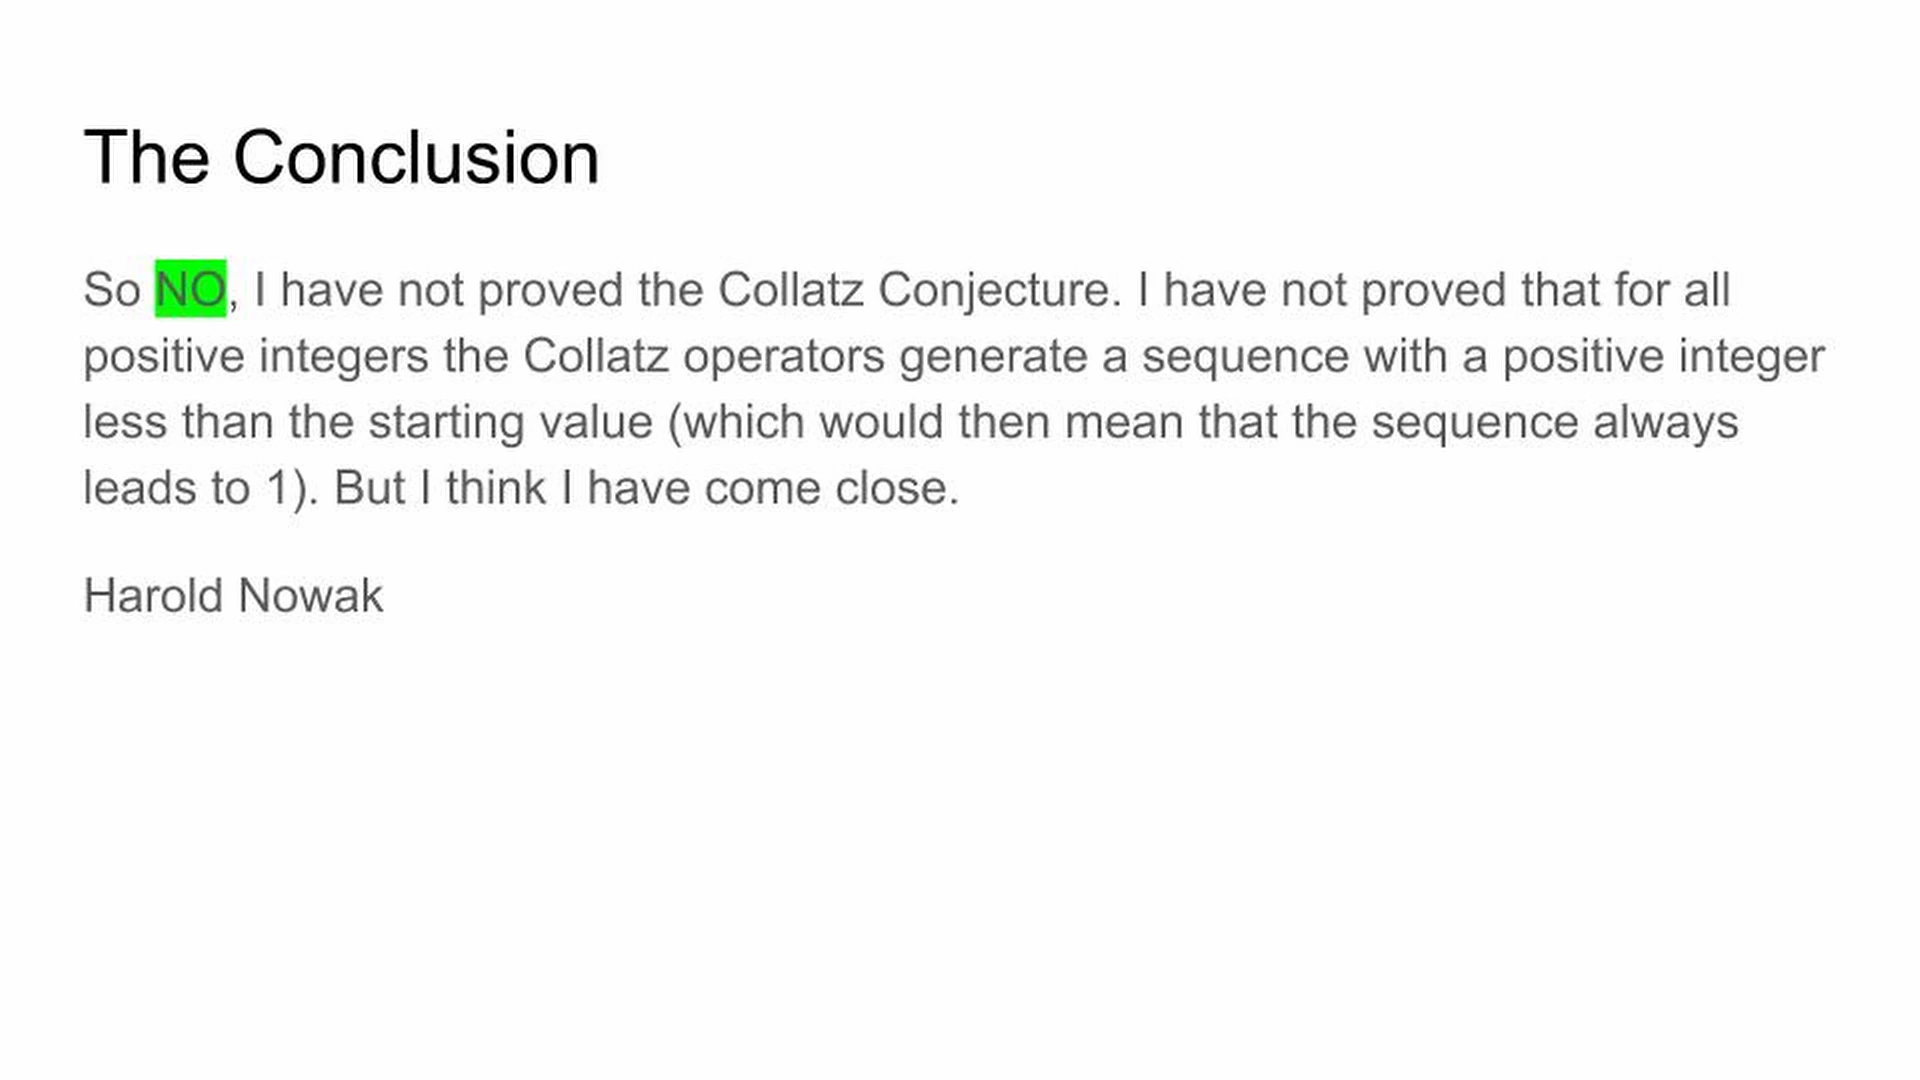 The Conclusion
So NO, I have not proved the Collatz Conjecture. I have not proved that for all
positive integers the Collatz operators generate a sequence with a positive integer
less than the starting value (which would then mean that the sequence always
leads to 1). But I think I have come close.
Harold Nowak